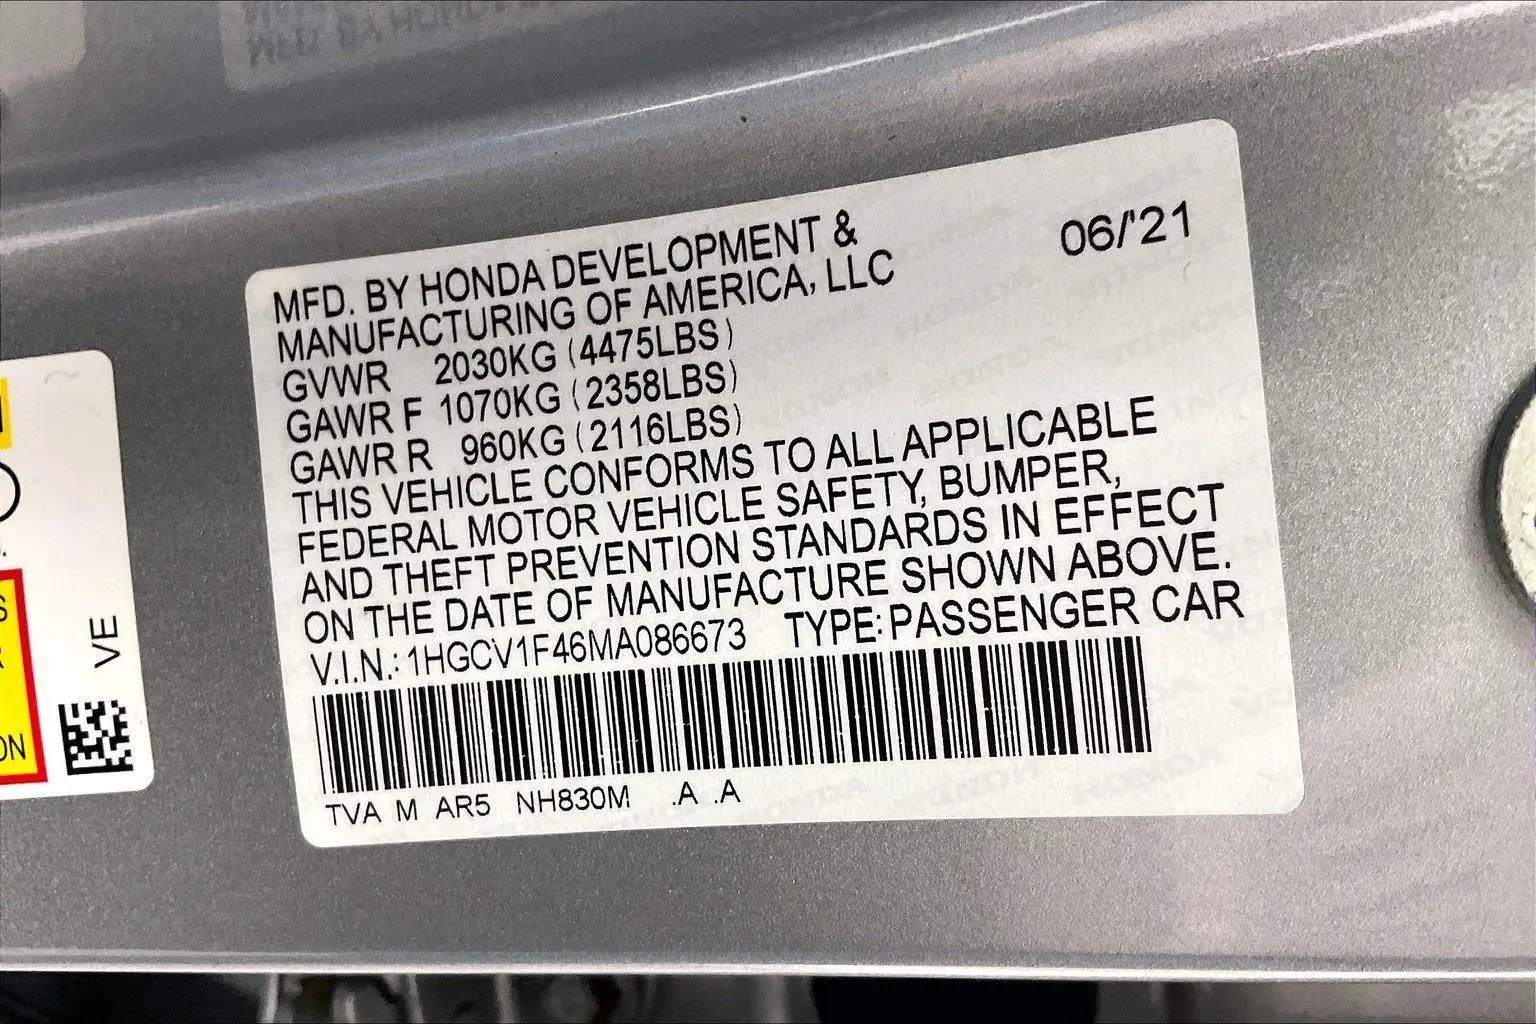 MFD. BY HONDA DEVELOPMENT &
MANUFACTURING OF AMERICA, LLC
06/'21
GVWR 2030KG (4475LBS)
GAWR F 1070KG (2358LBS)
GAWR R 960KG (2116LBS)
THIS VEHICLE CONFORMS TO ALL APPLICABLE
FEDERAL MOTOR VEHICLE SAFETY, BUMPER,
AND THEFT PREVENTION STANDARDS IN EFFECT
ON THE DATE OF MANUFACTURE SHOWN ABOVE.
V.I.N.: 1HGCV1F46MA086673 TYPE: PASSENGER CAR
TVA M AR5 NH830M .A .A
VE
ON